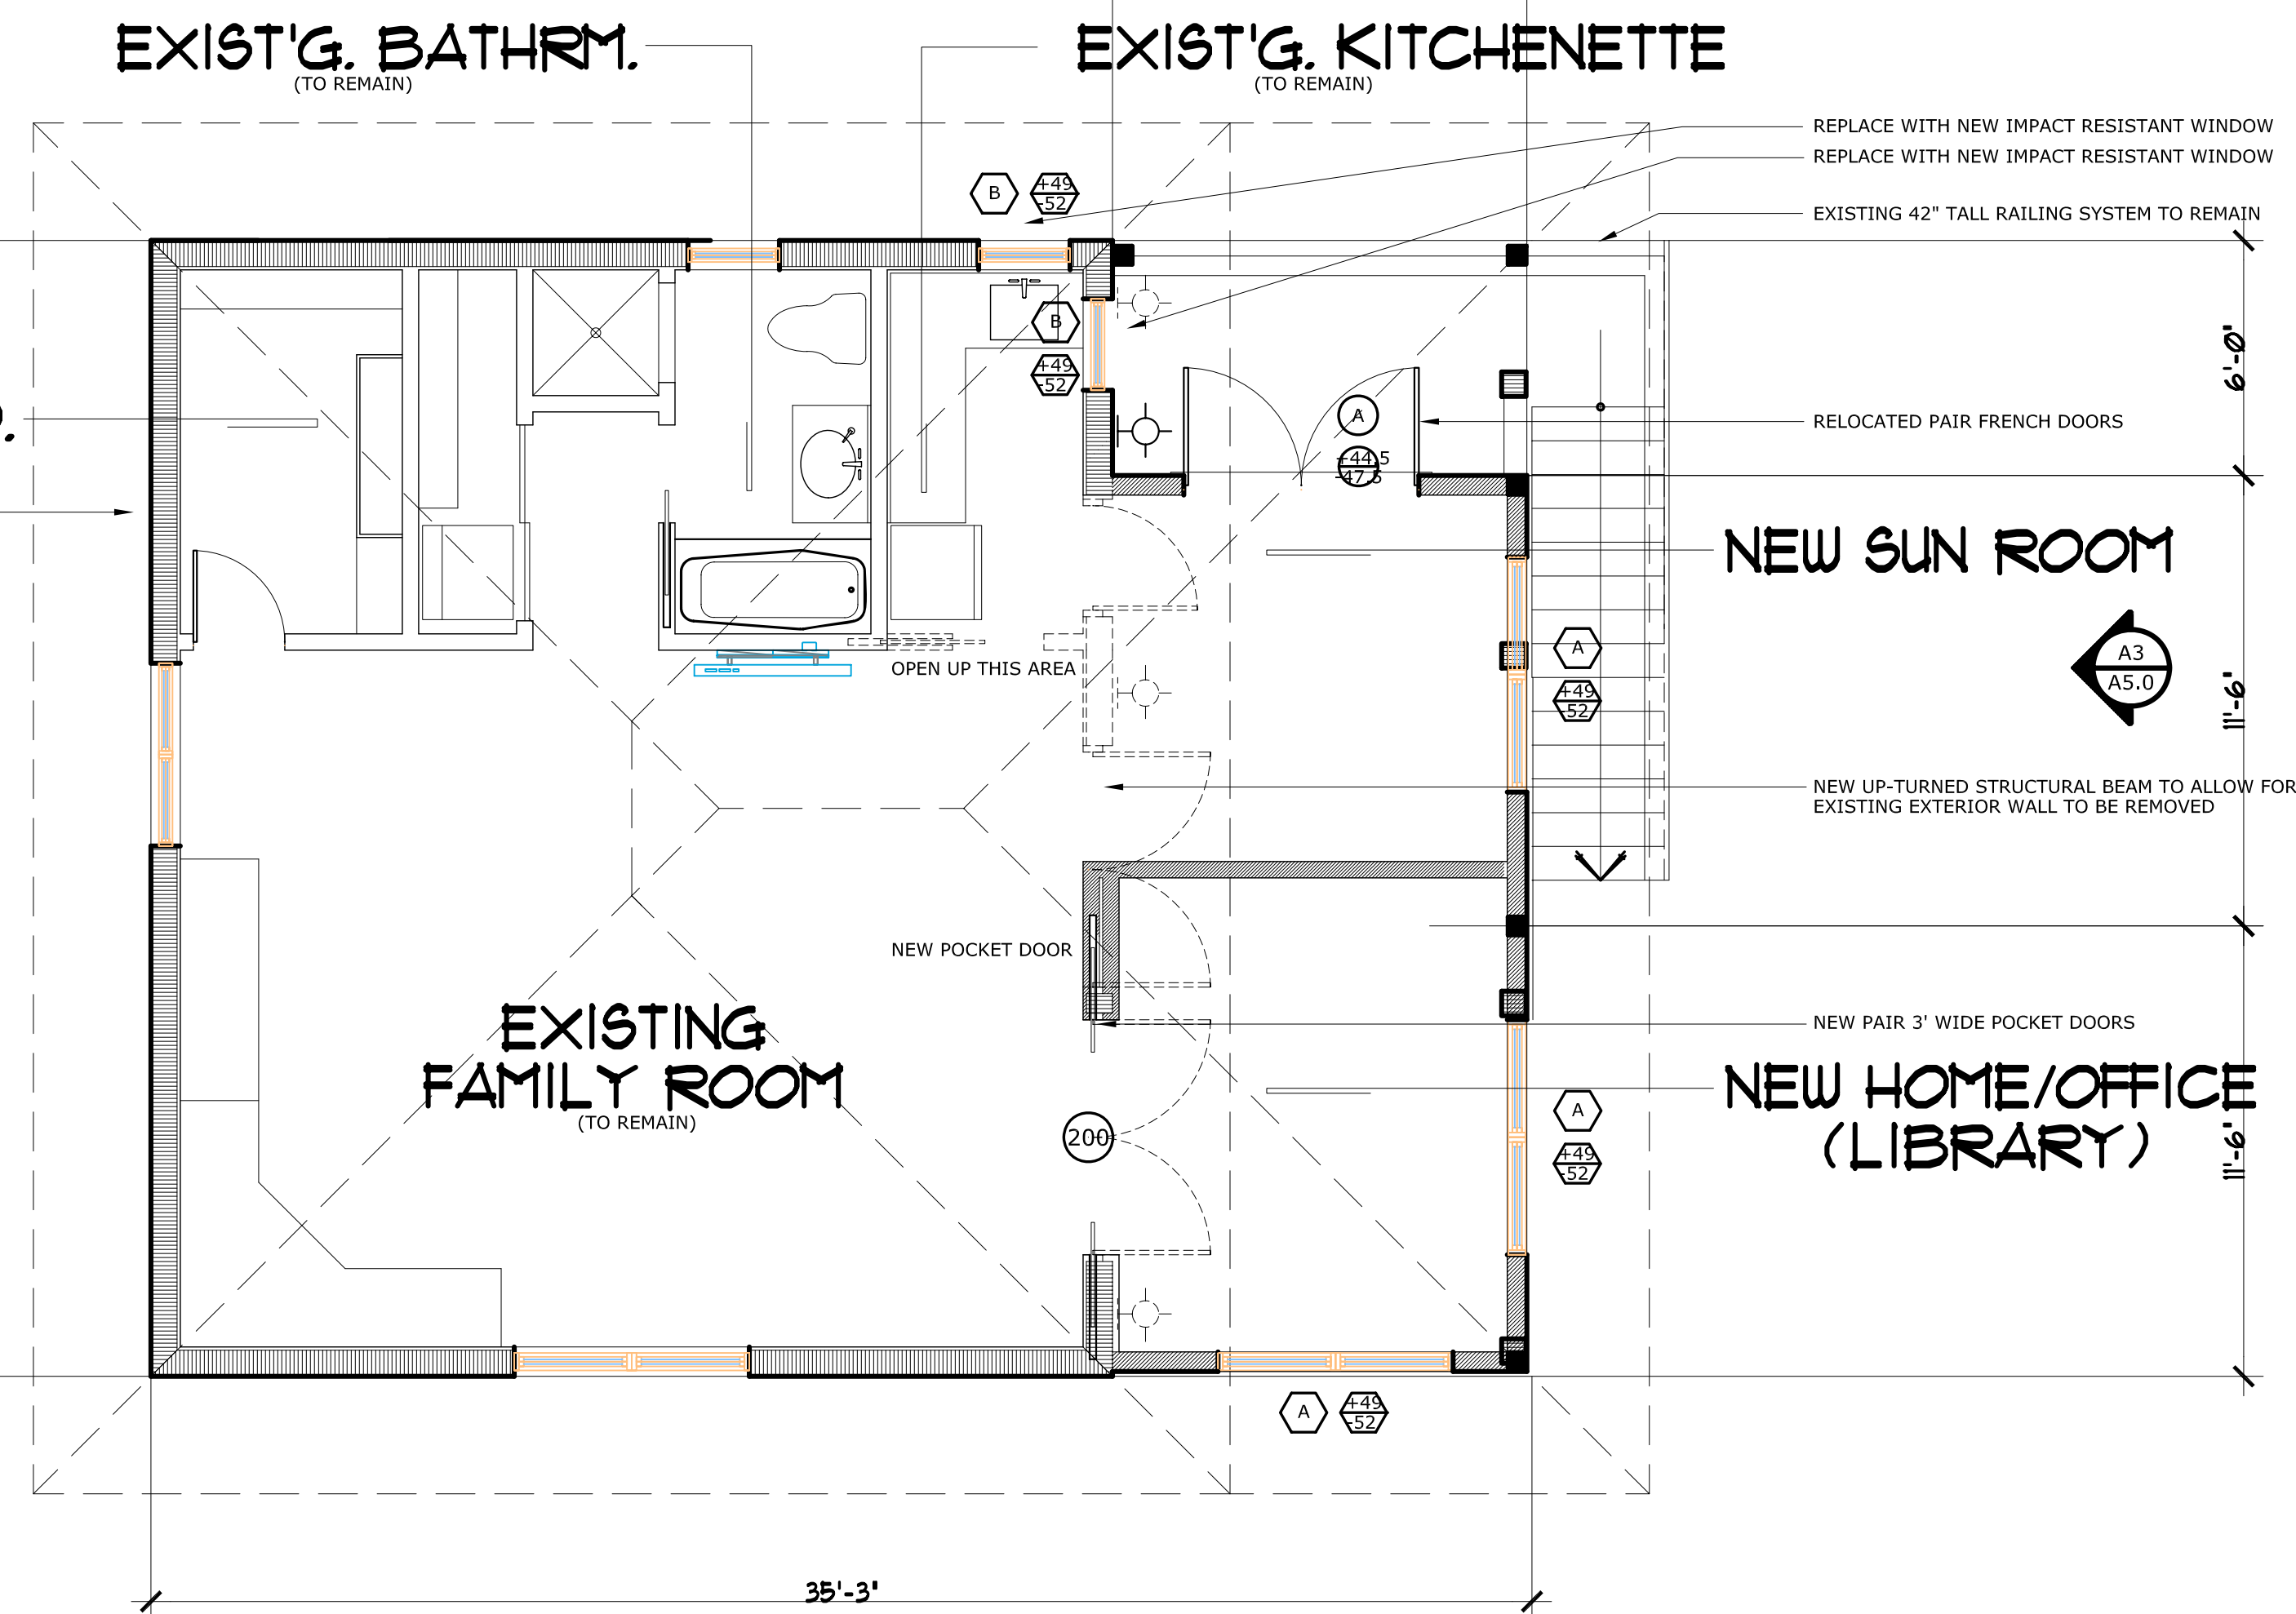 EXIST'G. BATHRM.
(TO REMAIN)
EXIST'G. KITCHENETTE
(TO REMAIN)
REPLACE WITH NEW IMPACT RESISTANT WINDOW
REPLACE WITH NEW IMPACT RESISTANT WINDOW
B
+49
-52
EXISTING 42" TALL RAILING SYSTEM TO REMAIN
B
+49
-52
6'-0"
A
+44.5
-47.5
RELOCATED PAIR FRENCH DOORS
NEW SUN ROOM
A
+49
-52
A3
A5.0
11'-6"
OPEN UP THIS AREA
NEW UP-TURNED STRUCTURAL BEAM TO ALLOW FOR
EXISTING EXTERIOR WALL TO BE REMOVED
NEW POCKET DOOR
EXISTING
FAMILY ROOM
(TO REMAIN)
NEW PAIR 3' WIDE POCKET DOORS
NEW HOME/OFFICE
(LIBRARY)
200
A
+49
-52
11'-6"
A
+49
-52
35'-3"